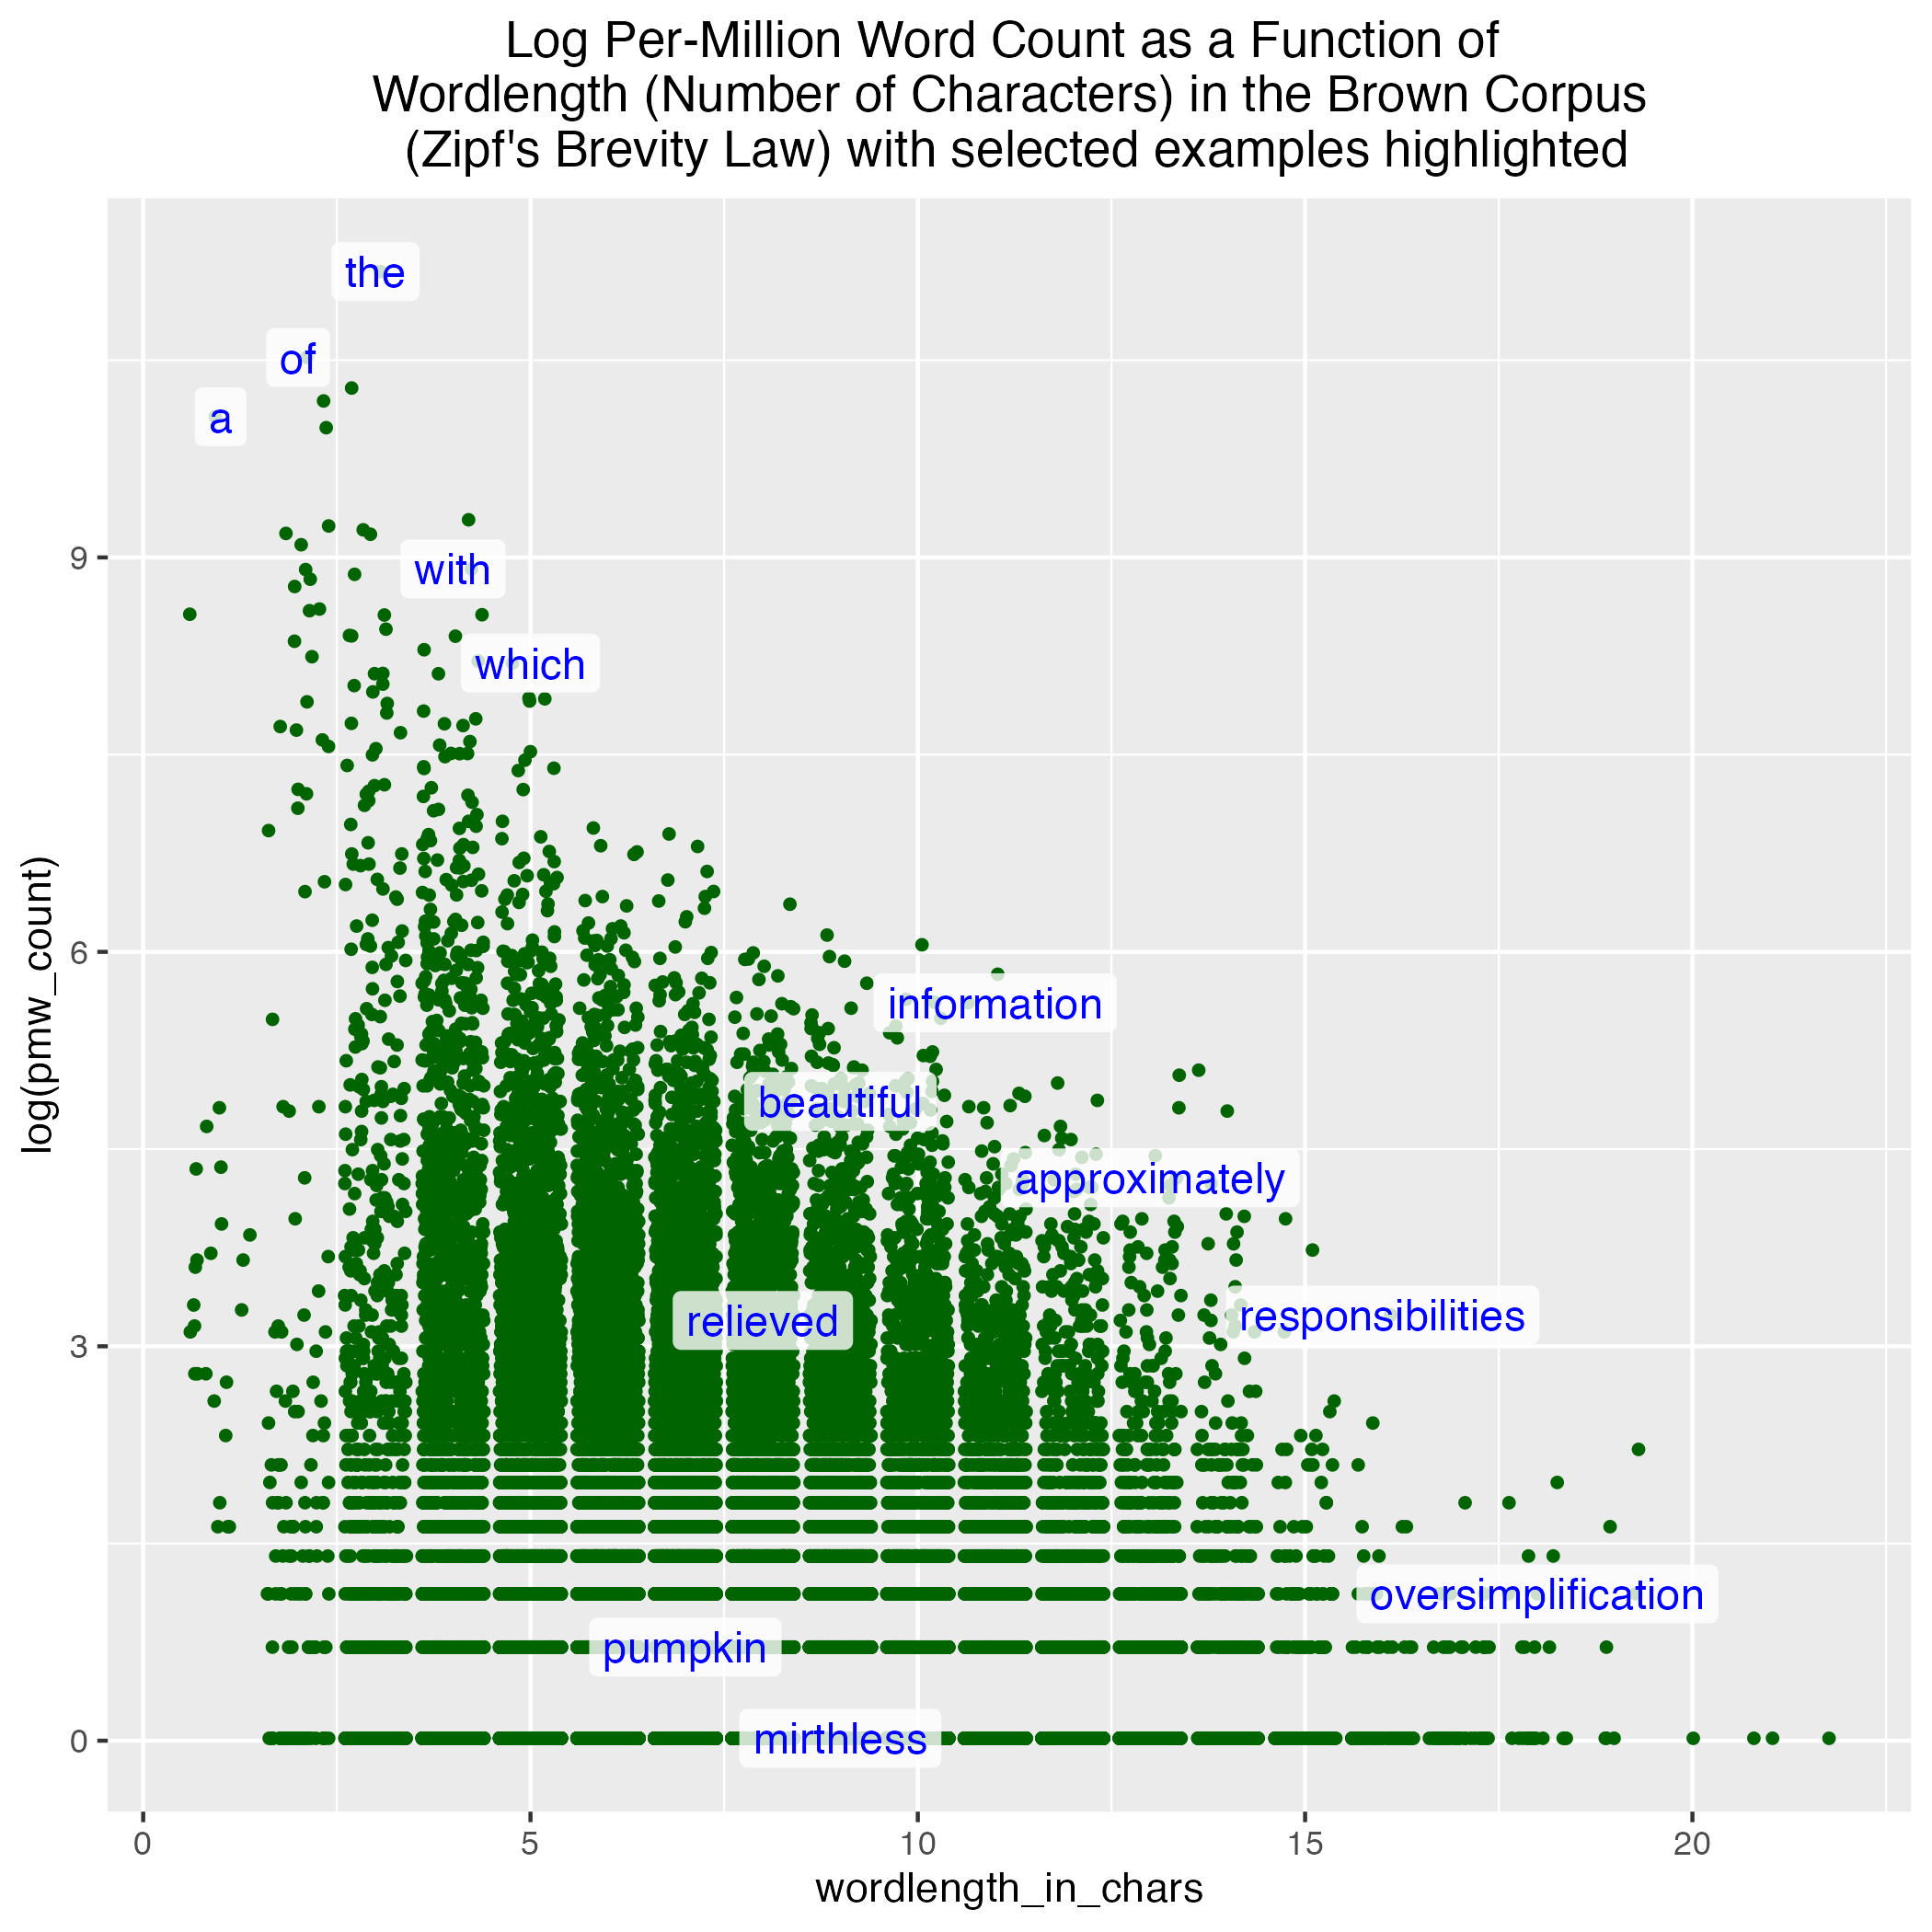 Log Per-Million Word Count as a Function of
Wordlength (Number of Characters) in the Brown Corpus
(Zipf's Brevity Law) with selected examples highlighted
the
of
a
9
with
which
6
information
beautiful
log(pmw_count)
approximately
relieved
responsibilities
3
oversimplification
pumpkin
mirthless
0
0 5 10 15 20
wordlength_in_chars